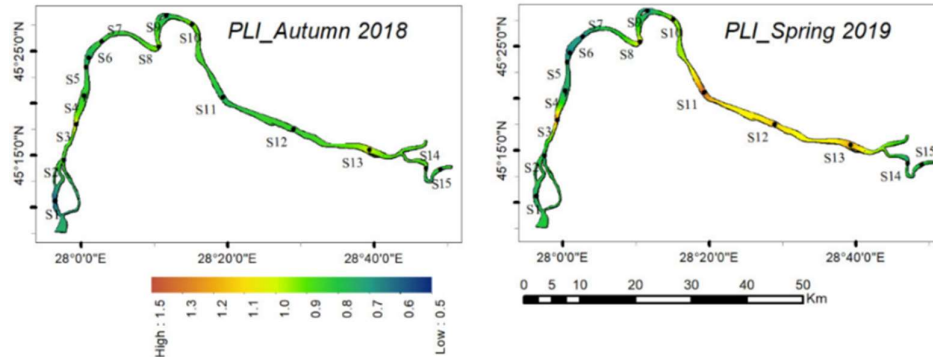 PLI_Autumn 2018
S7
S9
S10
S6
S8
S5
S4
S11
S3
S12
S13
S14
S2
S15
S1
45°25'0"N
45°15'0"N
28°0'0"E
28°20'0"E
28°40'0"E
PLI_Spring 2019
S7
S10
S6
S8
S5
S4
S11
S3
S12
S13
S15
S2
S14
S1
45°25'0"N
45°15'0"N
28°0'0"E
28°20'0"E
28°40'0"E
High : 1.5
1.3
1.2
1.1
1.0
0.9
0.8
0.7
0.6
Low : 0.5
0 5 10 20 30 40 50
Km